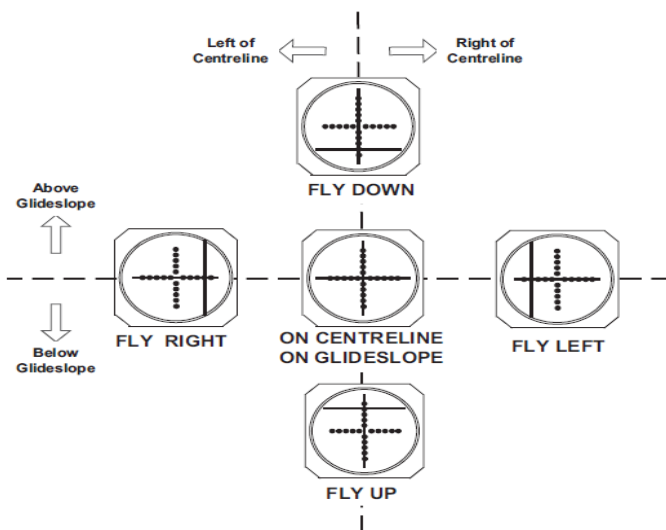 Left of
Centreline
Right of
Centreline
FLY DOWN
Above
Glideslope
FLY RIGHT
ON CENTRELINE
ON GLIDESLOPE
FLY LEFT
Below
Glideslope
FLY UP